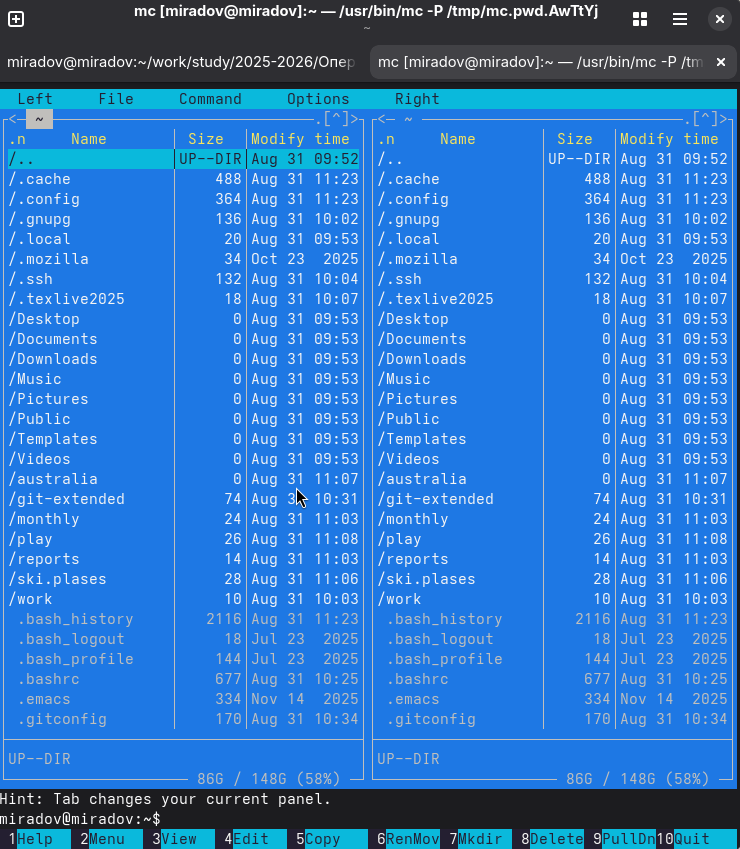 mc [miradov@miradov]:~ — /usr/bin/mc -P /tmp/mc.pwd.AwTtYj
~
miradov@miradov:~/work/study/2025-2026/Опер mc [miradov@miradov]:~ — /usr/bin/mc -P /tm
Left File Command Options Right
<─ ~ .[^]> <─ ~ .[^]>
.n Name Size Modify time .n Name Size Modify time
/.. UP--DIR Aug 31 09:52 /.. UP--DIR Aug 31 09:52
/.cache 488 Aug 31 11:23 /.cache 488 Aug 31 11:23
/.config 364 Aug 31 11:23 /.config 364 Aug 31 11:23
/.gnupg 136 Aug 31 10:02 /.gnupg 136 Aug 31 10:02
/.local 20 Aug 31 09:53 /.local 20 Aug 31 09:53
/.mozilla 34 Oct 23 2025 /.mozilla 34 Oct 23 2025
/.ssh 132 Aug 31 10:04 /.ssh 132 Aug 31 10:04
/.texlive2025 18 Aug 31 10:07 /.texlive2025 18 Aug 31 10:07
/Desktop 0 Aug 31 09:53 /Desktop 0 Aug 31 09:53
/Documents 0 Aug 31 09:53 /Documents 0 Aug 31 09:53
/Downloads 0 Aug 31 09:53 /Downloads 0 Aug 31 09:53
/Music 0 Aug 31 09:53 /Music 0 Aug 31 09:53
/Pictures 0 Aug 31 09:53 /Pictures 0 Aug 31 09:53
/Public 0 Aug 31 09:53 /Public 0 Aug 31 09:53
/Templates 0 Aug 31 09:53 /Templates 0 Aug 31 09:53
/Videos 0 Aug 31 09:53 /Videos 0 Aug 31 09:53
/australia 0 Aug 31 11:07 /australia 0 Aug 31 11:07
/git-extended 74 Aug 31 10:31 /git-extended 74 Aug 31 10:31
/monthly 24 Aug 31 11:03 /monthly 24 Aug 31 11:03
/play 26 Aug 31 11:08 /play 26 Aug 31 11:08
/reports 14 Aug 31 11:03 /reports 14 Aug 31 11:03
/ski.plases 28 Aug 31 11:06 /ski.plases 28 Aug 31 11:06
/work 10 Aug 31 10:03 /work 10 Aug 31 10:03
.bash_history 2116 Aug 31 11:23 .bash_history 2116 Aug 31 11:23
.bash_logout 18 Jul 23 2025 .bash_logout 18 Jul 23 2025
.bash_profile 144 Jul 23 2025 .bash_profile 144 Jul 23 2025
.bashrc 677 Aug 31 10:25 .bashrc 677 Aug 31 10:25
.emacs 334 Nov 14 2025 .emacs 334 Nov 14 2025
.gitconfig 170 Aug 31 10:34 .gitconfig 170 Aug 31 10:34
UP--DIR UP--DIR
86G / 148G (58%) 86G / 148G (58%)
Hint: Tab changes your current panel.
miradov@miradov:~$
1Help 2Menu 3View 4Edit 5Copy 6RenMov 7Mkdir 8Delete 9PullDn 10Quit